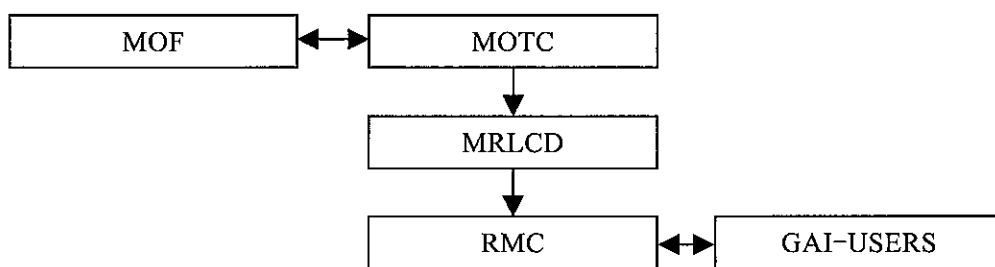 MOF
MOTC
MRLCD
RMC
GAI-USERS